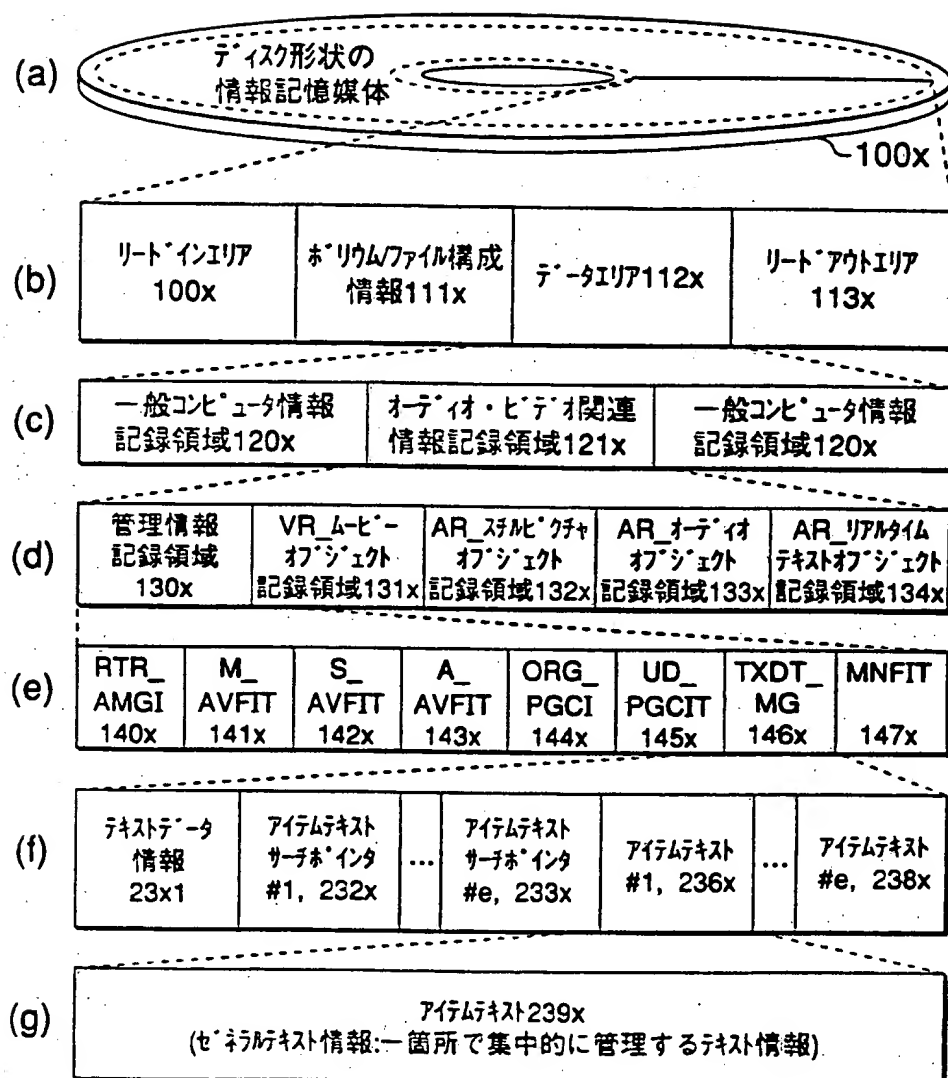 (a)
ディスク形状の
情報記憶媒体
100x
(b)
リードインエリア
100x
ボリウム/ファイル構成
情報111x
データエリア112x
リードアウトエリア
113x
(c)
一般コンピュータ情報
記録領域120x
オーディオ・ビデオ関連
情報記録領域121x
一般コンピュータ情報
記録領域120x
(d)
管理情報
記録領域
130x
VR_ムービー
オブジェクト
記録領域131x
AR_スチルピクチャ
オブジェクト
記録領域132x
AR_オーディオ
オブジェクト
記録領域133x
AR_リアルタイム
テキストオブジェクト
記録領域134x
(e)
RTR_
AMGI
140x
M_
AVFIT
141x
S_
AVFIT
142x
A_
AVFIT
143x
ORG_
PGCI
144x
UD_
PGCIT
145x
TXDT_
MG
146x
MNFIT
147x
(f)
テキストデータ
情報
23x1
アイテムテキスト
サーチポインタ
#1, 232x
...
アイテムテキスト
サーチポインタ
#e, 233x
アイテムテキスト
#1, 236x
...
アイテムテキスト
#e, 238x
(g)
アイテムテキスト239x
(ゼネラルテキスト情報:一箇所で集中的に管理するテキスト情報)